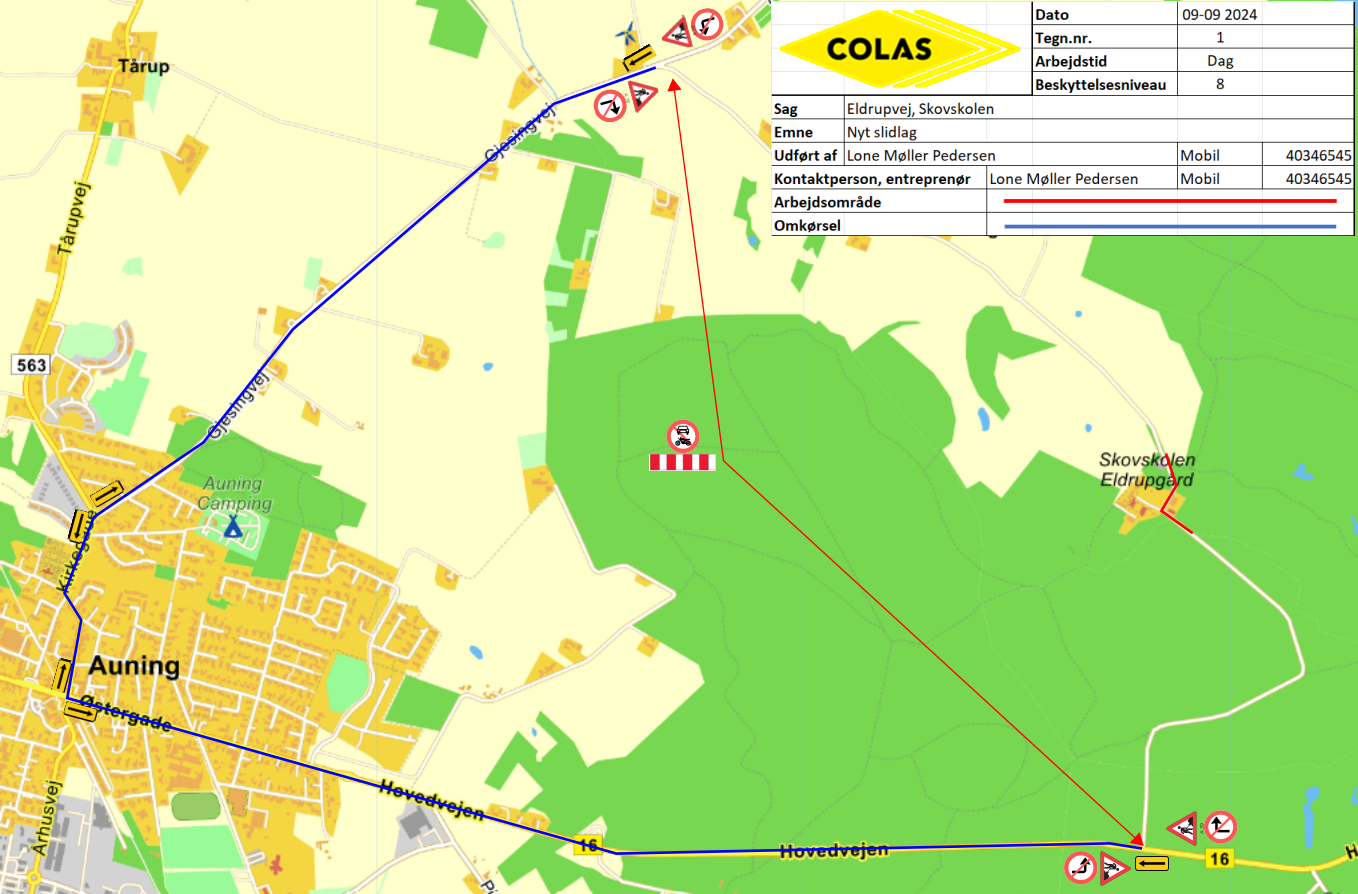 COLAS
Dato 09-09 2024
Tegn.nr. 1
Arbejdstid Dag
Beskyttelsesniveau 8
Sag Eldrupvej, Skovskolen
Emne Nyt slidlag
Udført af Lone Møller Pedersen Mobil 40346545
Kontaktperson, entreprenør Lone Møller Pedersen Mobil 40346545
Arbejdsområde
Omkørsel
Tårup
Gjesingvej
Tårupvej
563
Gjesingvej
Auning
Camping
Skovskolen
Eldrupgård
Kirkegade
Auning
Østergade
Hovedvejen
Århusvej
16
Hovedvejen
16